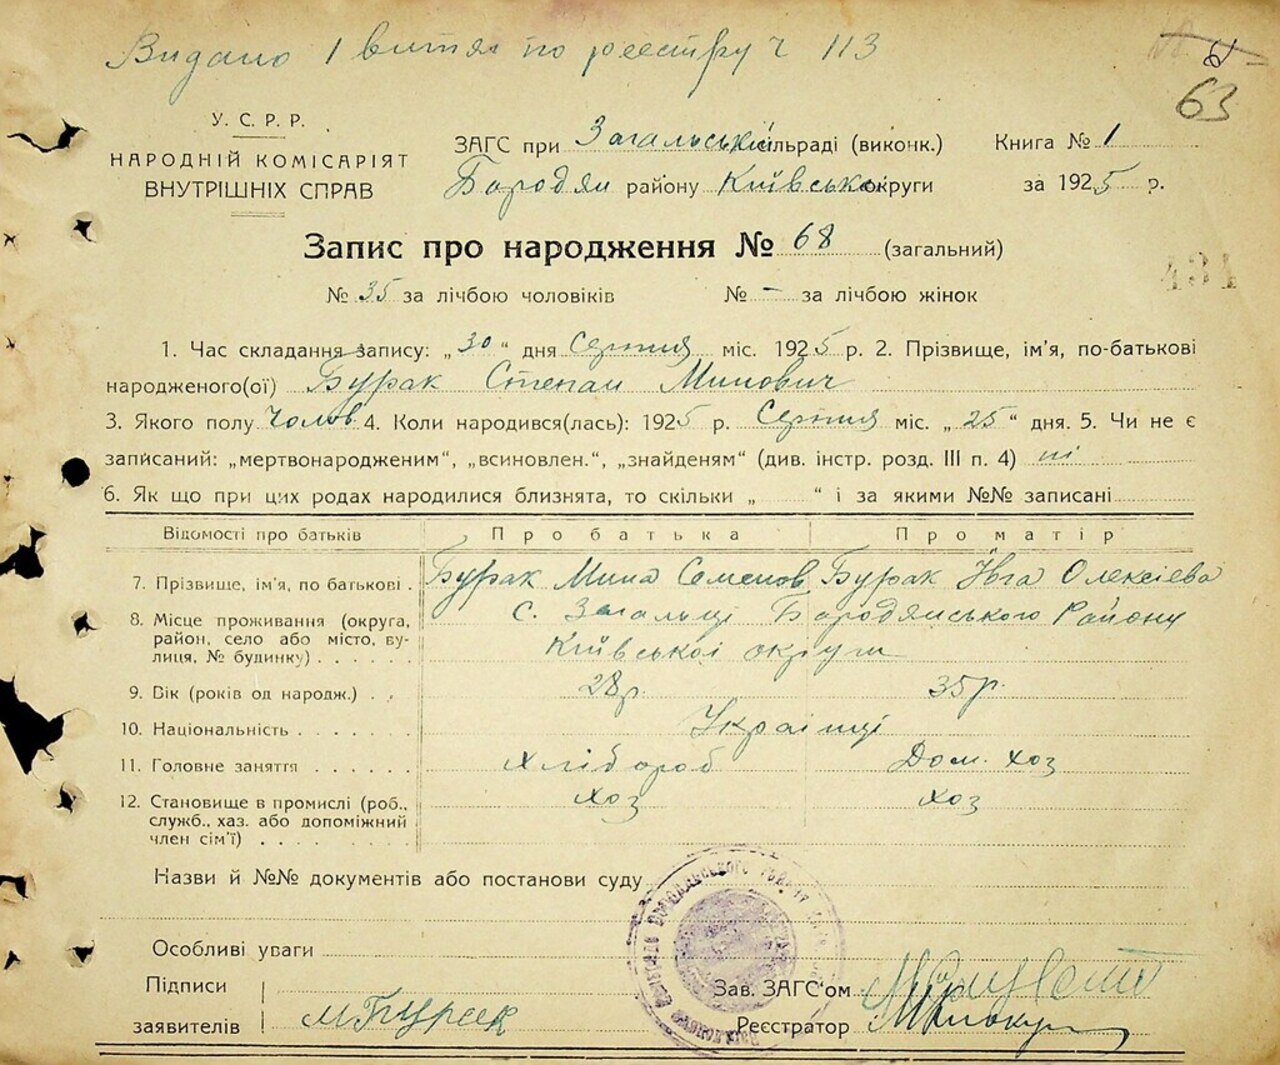 Видано 1 витяг по реєстру ч 113
63
У. С. Р. Р.
НАРОДНІЙ КОМІСАРІЯТ
ВНУТРІШНІХ СПРАВ
ЗАГС при Загальській сільраді (виконк.) Книга № 1
Бородян району Київської округи за 1925 р.
Запис про народження № 68 (загальний)
№ 35 за лічбою чоловіків № – за лічбою жінок
1. Час складання запису: „30“ дня Серпня міс. 1925 р. 2. Прізвище, ім'я, по-батькові
народженого(ої) Бурак Степан Минович
3. Якого полу Чолов. 4. Коли народився(лась): 1925 р. Серпня міс. „25“ дня. 5. Чи не є
записаний: „мертвонародженим“, „всиновлен.“, „знайденям“ (див. інстр. розд. III п. 4) ні
6. Як що при цих родах народилися близнята, то скільки „ “ і за якими №№ записані
Відомості про батьків Про батька Про матір
7. Прізвище, ім'я, по батькові . Бурак Мина Семенов Бурак Ївга Олексієва
8. Місце проживання (округа, с. Загальці Бородянського Району
район, село або місто, ву-
лиця, № будинку) . . . . . . Київської округи
9. Вік (років од народж.) . . 28р. 35р.
10. Національність . . . . . . . Українці
11. Головне заняття . . . . . . Хлібороб Дом. хоз
12. Становище в промислі (роб., хоз хоз
служб., хаз. або допоміжний
член сім'ї) . . . . . . . .
Назви й №№ документів або постанови суду
Особливі уваги
Підписи
Зав. ЗАГС'ом
заявителів МБурак
Реєстратор